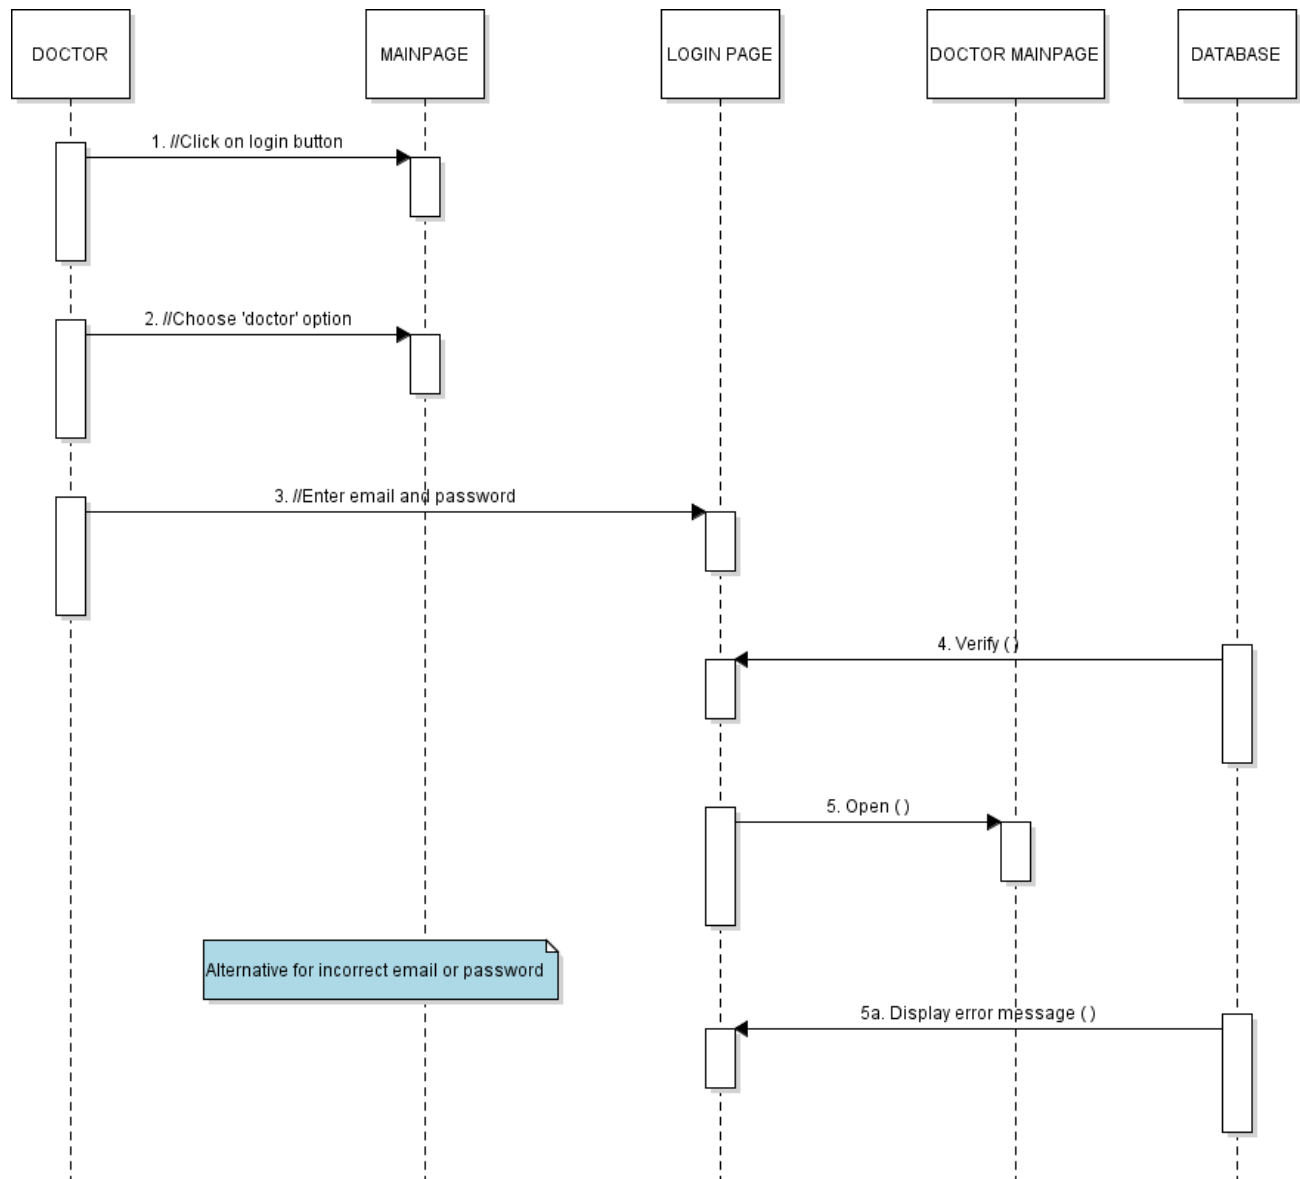 DOCTOR
MAINPAGE
LOGIN PAGE
DOCTOR MAINPAGE
DATABASE
1. //Click on login button
2. //Choose 'doctor' option
3. //Enter email and password
4. Verify ( )
5. Open ( )
Alternative for incorrect email or password
5a. Display error message ( )